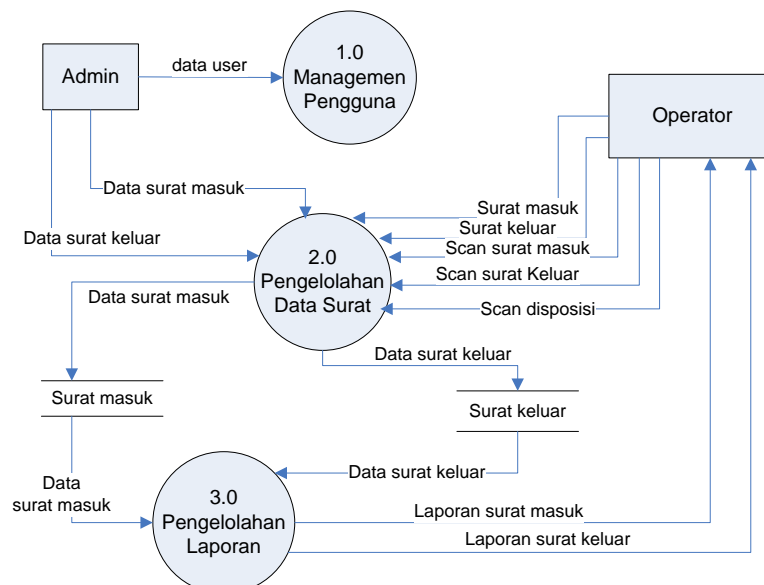 Admin
data user
1.0
Managemen
Pengguna
Operator
Data surat masuk
Data surat keluar
Surat masuk
Surat keluar
Scan surat masuk
Scan surat Keluar
Scan disposisi
2.0
Pengelolahan
Data Surat
Data surat masuk
Data surat keluar
Surat masuk
Surat keluar
Data
surat masuk
Data surat keluar
3.0
Pengelolahan
Laporan
Laporan surat masuk
Laporan surat keluar